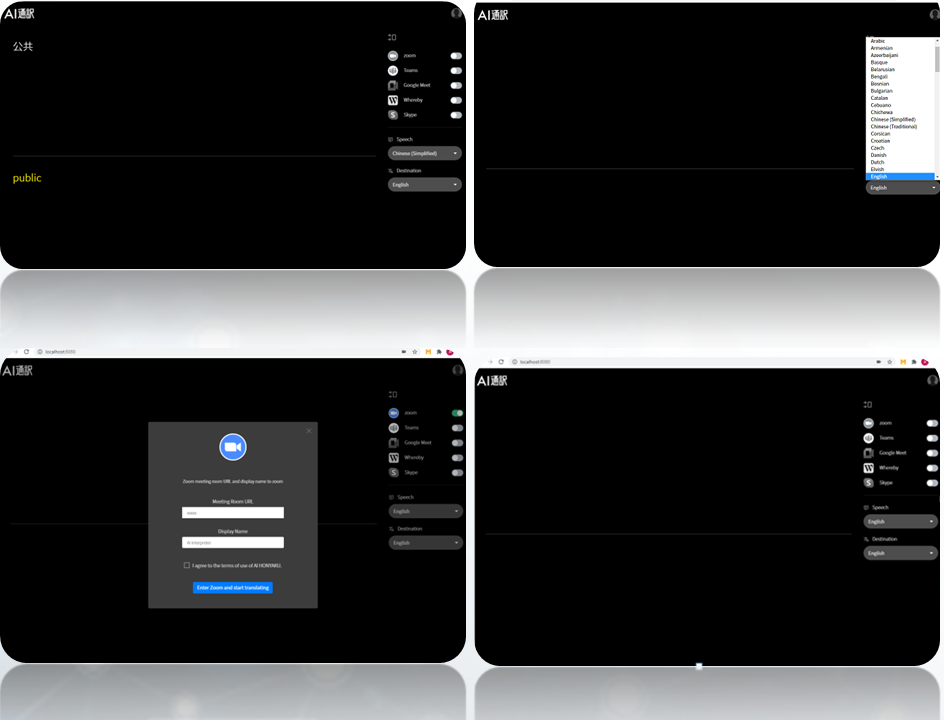 AI通訳
公共
zoom
Teams
Google Meet
Whereby
Skype
Speech
Chinese (Simplified)
Destination
English
public
AI通訳
Arabic
Armenian
Azeerbaijani
Basque
Belarusian
Bengali
Bosnian
Bulgarian
Catalan
Cebuano
Chichewa
Chinese (Simplified)
Chinese (Traditional)
Corsican
Croatian
Czech
Danish
Dutch
Elvish
English
English
localhost:8080
AI通訳
zoom
Teams
Google Meet
Whereby
Skype
Speech
English
Destination
English
Zoom meeting room URL and display name to zoom
Meeting Room URL
Display Name
AI Interpreter
I agree to the terms of use of AI HONYAKU.
Enter Zoom and start translating
localhost:8080
AI通訳
zoom
Teams
Google Meet
Whereby
Skype
Speech
English
Destination
English